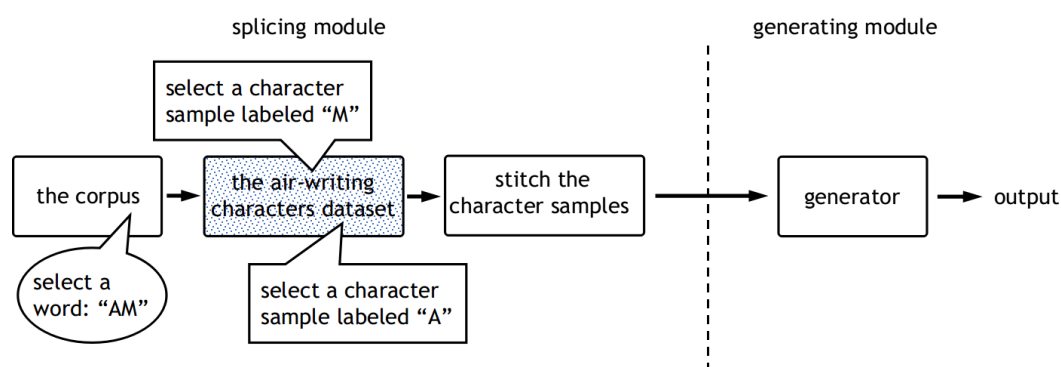 splicing module
generating module
select a character
sample labeled “M”
the corpus
the air-writing
characters dataset
stitch the
character samples
generator
output
select a
word: “AM”
select a character
sample labeled “A”